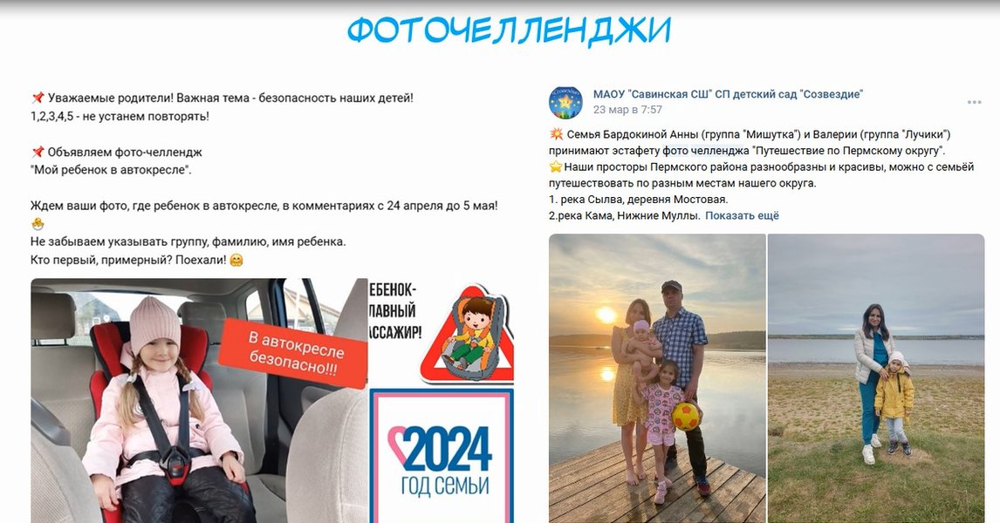 ФОТОЧЕЛЛЕНДЖИ
Уважаемые родители! Важная тема - безопасность наших детей!
1,2,3,4,5 - не устанем повторять!
Объявляем фото-челлендж
"Мой ребенок в автокресле".
Ждем ваши фото, где ребенок в автокресле, в комментариях с 24 апреля до 5 мая!
Не забываем указывать группу, фамилию, имя ребенка.
Кто первый, примерный? Поехали!
В автокресле
безопасно!!!
ЕБЕНОК-
ЛАВНЫЙ
АССАЖИР!
2024
ГОД СЕМЬИ
МАОУ "Савинская СШ" СП детский сад "Созвездие"
23 мар в 7:57
Семья Бардокиной Анны (группа "Мишутка") и Валерии (группа "Лучики")
принимают эстафету фото челленджа "Путешествие по Пермскому округу".
Наши просторы Пермского района разнообразны и красивы, можно с семьёй
путешествовать по разным местам нашего округа.
1. река Сылва, деревня Мостовая.
2.река Кама, Нижние Муллы. Показать ещё